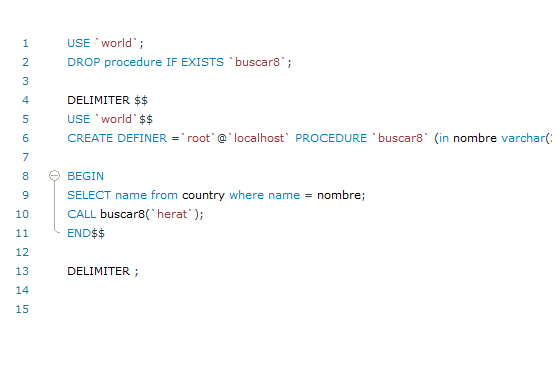 1 USE `world`;
2 DROP procedure IF EXISTS `buscar8`;
3
4 DELIMITER $$
5 USE `world`$$
6 CREATE DEFINER =`root`@`localhost` PROCEDURE `buscar8` (in nombre varchar(
7
8 BEGIN
9 SELECT name from country where name = nombre;
10 CALL buscar8(`herat`);
11 END$$
12
13 DELIMITER ;
14
15